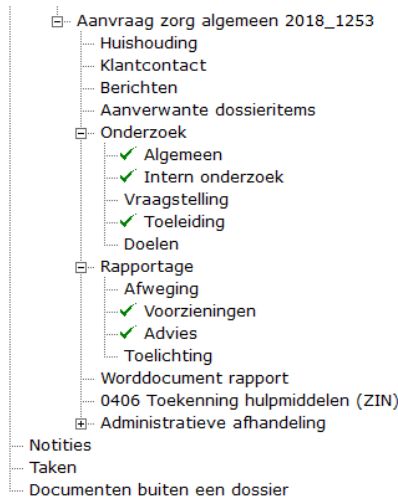 Aanvraag zorg algemeen 2018_1253
Huishouding
Klantcontact
Berichten
Aanverwante dossieritems
Onderzoek
Algemeen
Intern onderzoek
Vraagstelling
Toeleiding
Doelen
Rapportage
Afweging
Voorzieningen
Advies
Toelichting
Worddocument rapport
0406 Toekenning hulpmiddelen (ZIN)
Administratieve afhandeling
Notities
Taken
Documenten buiten een dossier